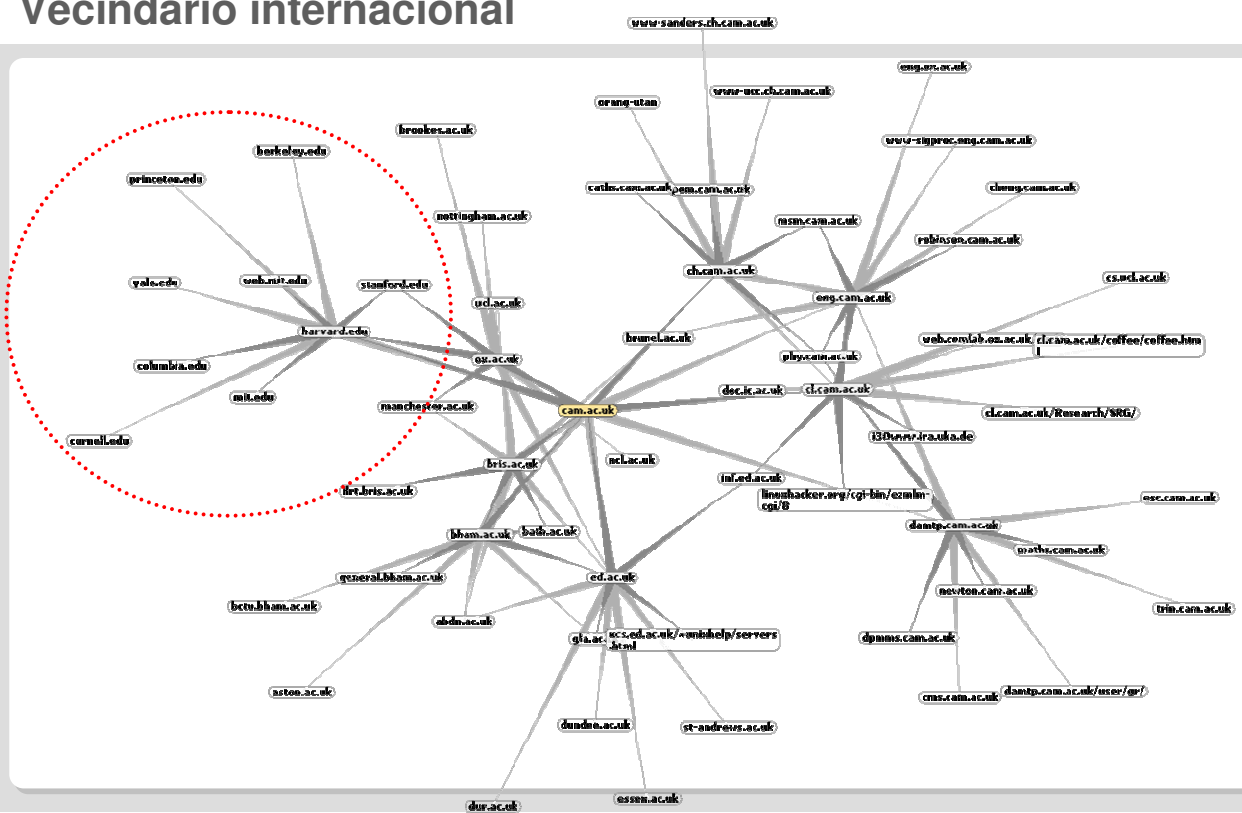 Vecindario internacional
www-sanders.ch.cam.ac.uk
eng.ox.ac.uk
www-ucc.ch.cam.ac.uk
orang-utan
brookes.ac.uk
www-sigproc.eng.cam.ac.uk
berkeley.edu
princeton.edu
caths.cam.ac.uk
pem.cam.ac.uk
cheng.cam.ac.uk
nottingham.ac.uk
msm.cam.ac.uk
robinson.cam.ac.uk
ch.cam.ac.uk
cs.ucl.ac.uk
yale.edu
web.mit.edu
stanford.edu
eng.cam.ac.uk
ucl.ac.uk
harvard.edu
brunel.ac.uk
web.comlab.ox.ac.uk
cl.cam.ac.uk/coffee/coffee.htm
l
ox.ac.uk
phy.cam.ac.uk
columbia.edu
doc.ic.ac.uk
cl.cam.ac.uk
mit.edu
manchester.ac.uk
cam.ac.uk
cl.cam.ac.uk/Research/SRG/
cornell.edu
i30www.ira.uka.de
bris.ac.uk
ncl.ac.uk
inf.ed.ac.uk
linuxhacker.org/cgi-bin/ezmlm-
cgi/8
esc.cam.ac.uk
damtp.cam.ac.uk
bham.ac.uk
bath.ac.uk
maths.cam.ac.uk
general.bham.ac.uk
ed.ac.uk
newton.cam.ac.uk
bctu.bham.ac.uk
trin.cam.ac.uk
abdn.ac.uk
gla.ac.
ucs.ed.ac.uk/~unixhelp/servers
.html
dpmms.cam.ac.uk
aston.ac.uk
cms.cam.ac.uk
damtp.cam.ac.uk/user/gr/
dundee.ac.uk
st-andrews.ac.uk
essex.ac.uk
dur.ac.uk